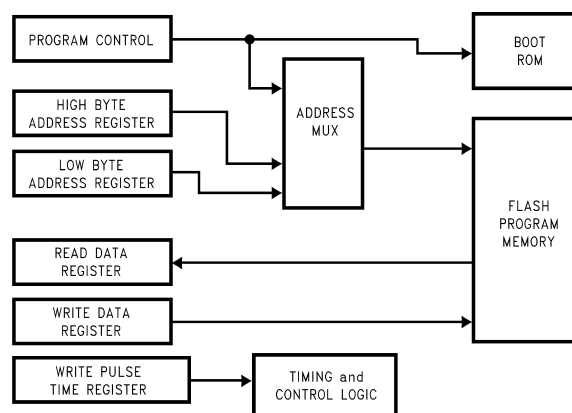 PROGRAM CONTROL
BOOT
ROM
HIGH BYTE
ADDRESS REGISTER
ADDRESS
MUX
LOW BYTE
ADDRESS REGISTER
FLASH
PROGRAM
MEMORY
READ DATA
REGISTER
WRITE DATA
REGISTER
WRITE PULSE
TIME REGISTER
TIMING and
CONTROL LOGIC